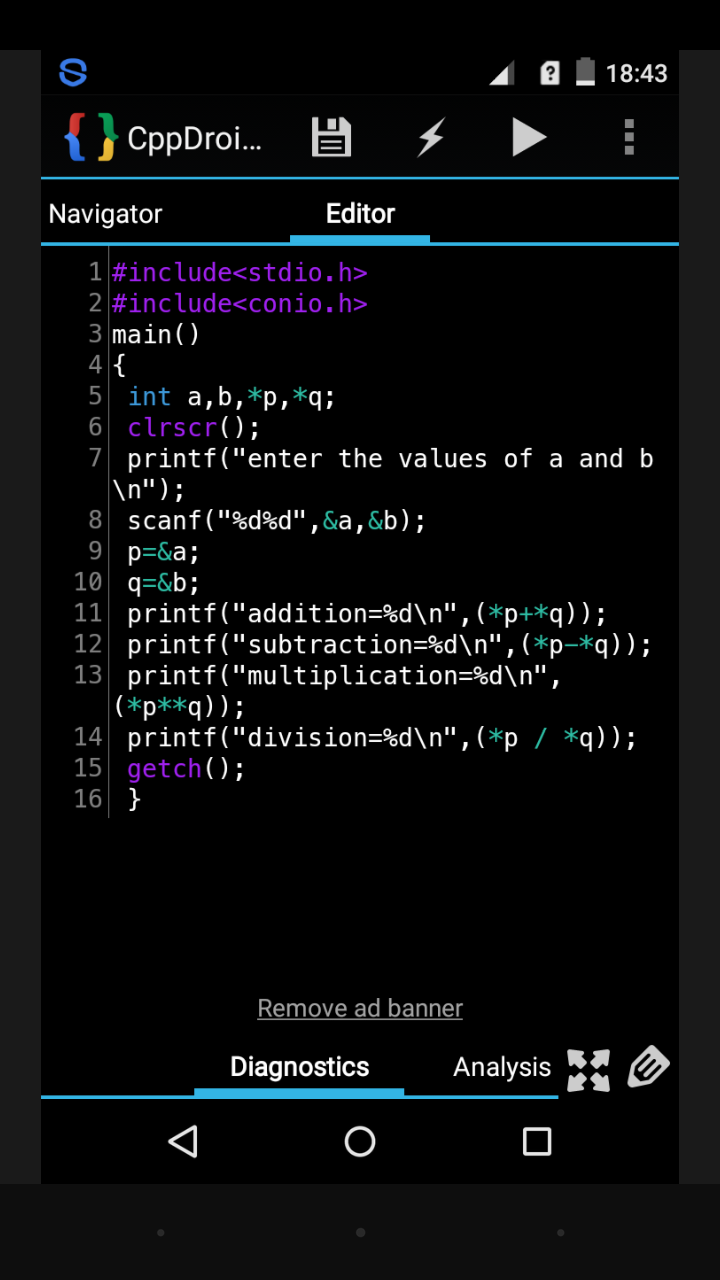 18:43
CppDroi...
Navigator Editor
1 #include<stdio.h>
2 #include<conio.h>
3 main()
4 {
5 int a,b,*p,*q;
6 clrscr();
7 printf("enter the values of a and b
\n");
8 scanf("%d%d",&a,&b);
9 p=&a;
10 q=&b;
11 printf("addition=%d\n",(*p+*q));
12 printf("subtraction=%d\n",(*p-*q));
13 printf("multiplication=%d\n",
(*p**q));
14 printf("division=%d\n",(*p / *q));
15 getch();
16 }
Remove ad banner
Diagnostics Analysis